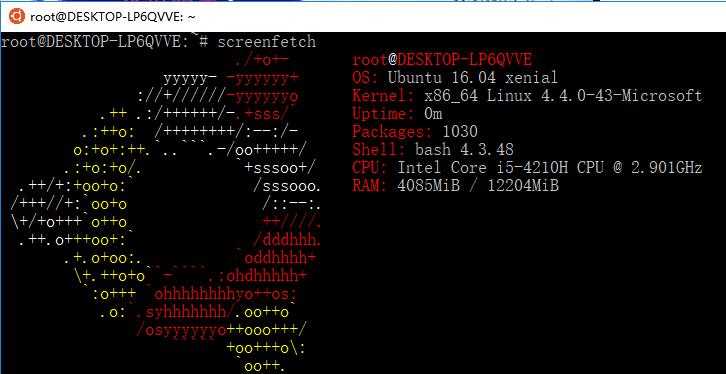 root@DESKTOP-LP6QVVE: ~
root@DESKTOP-LP6QVVE:~# screenfetch
./+o+- root@DESKTOP-LP6QVVE
yyyyy- -yyyyyy+ OS: Ubuntu 16.04 xenial
://+//////-yyyyyyo Kernel: x86_64 Linux 4.4.0-43-Microsoft
.++ .:/++++++/-.+sss/` Uptime: 0m
.:++o: /++++++++/:--:/- Packages: 1030
o:+o+:++.`..```.-/oo+++++/ Shell: bash 4.3.48
.:+o:+o/. `+sssoo+/ CPU: Intel Core i5-4210H CPU @ 2.901GHz
.++/+:+oo+o:` /sssooo. RAM: 4085MiB / 12204MiB
/+++//+:`oo+o /::--:.
\+/+o+++`o++o ++////.
.++.o+++oo+:` /dddhhh.
.+.o+oo:. `oddhhhh+
\+.++o+o``-````.:ohdhhhhh+
`:o+++ `ohhhhhhhhyo++os:
.o:`.syhhhhhhh/.oo++o`
/osyyyyyyo++ooo+++/
````` +oo+++o\:
`oo++.